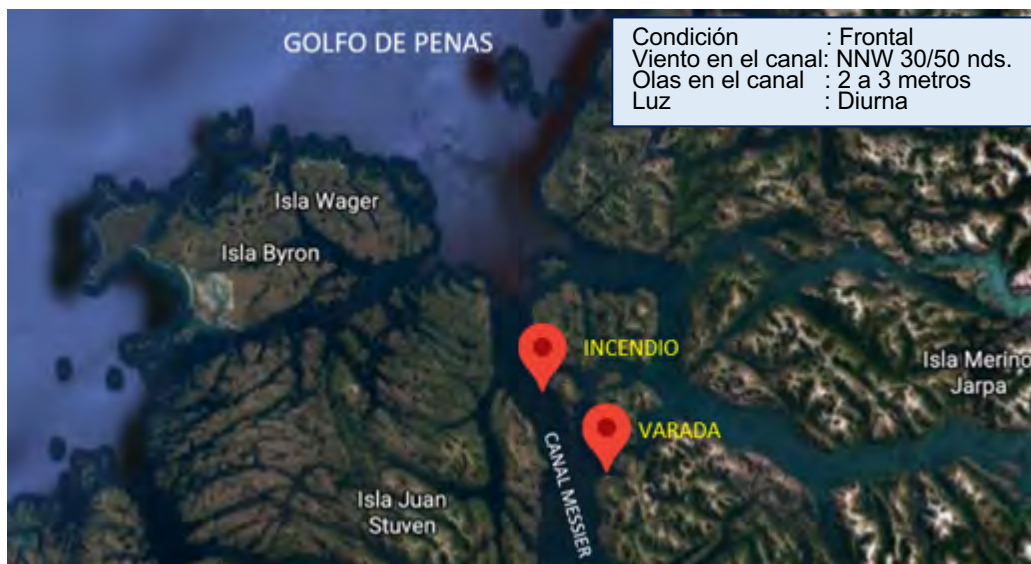 GOLFO DE PENAS
Condición : Frontal
Viento en el canal: NNW 30/50 nds.
Olas en el canal : 2 a 3 metros
Luz : Diurna
Isla Wager
Isla Byron
INCENDIO
Isla Merino
Jarpa
VARADA
CANAL MESSIER
Isla Juan
Stuven